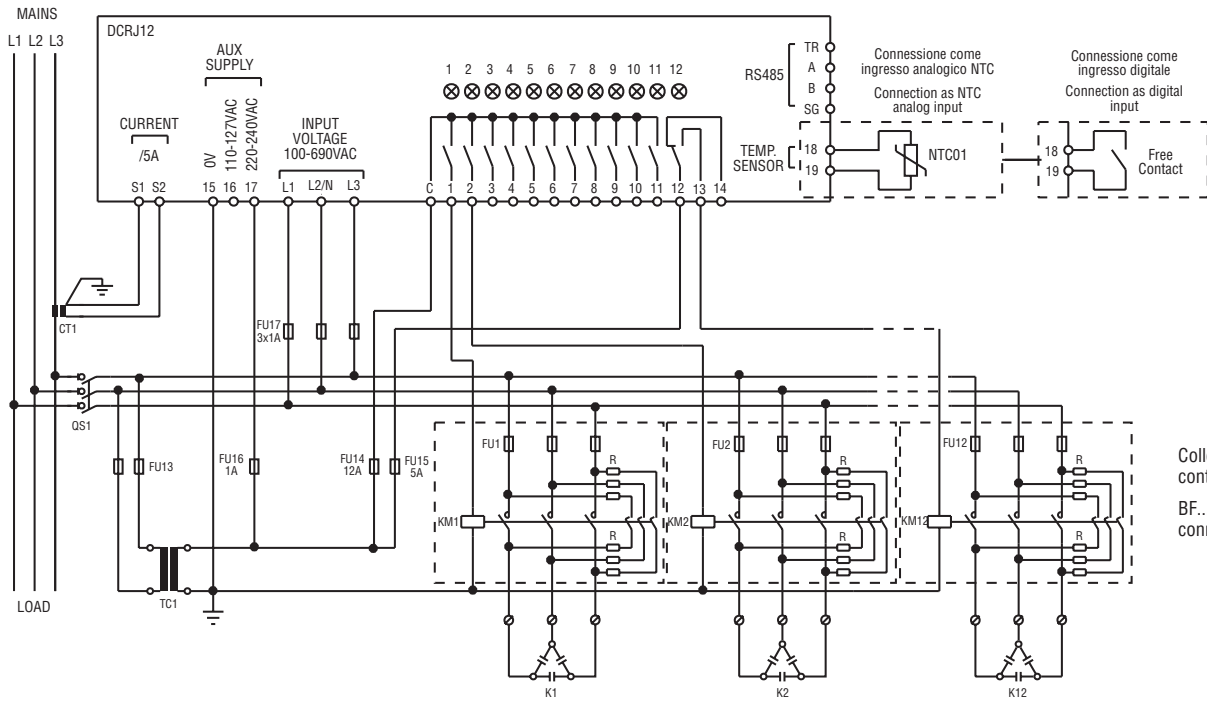 MAINS
L1 L2 L3
DCRJ12
AUX
SUPPLY
CURRENT
/5A
0V
110-127VAC
220-240VAC
INPUT
VOLTAGE
100-690VAC
S1 S2
15 16 17
L1 L2/N L3
1 2 3 4 5 6 7 8 9 10 11 12
C 1 2 3 4 5 6 7 8 9 10 11 12 13 14
RS485
TR
A
B
SG
TEMP.
SENSOR
18
19
Connessione come
ingresso analogico NTC
Connection as NTC
analog input
NTC01
Connessione come
ingresso digitale
Connection as digital
input
18
19
Free
Contact
CT1
FU17
3x1A
QS1
FU13
FU16
1A
FU14
12A
FU15
5A
FU1
R
KM1
R
FU2
R
KM2
R
FU12
R
KM12
R
Colle
cont
BF..
conn
LOAD
TC1
K1
K2
K12